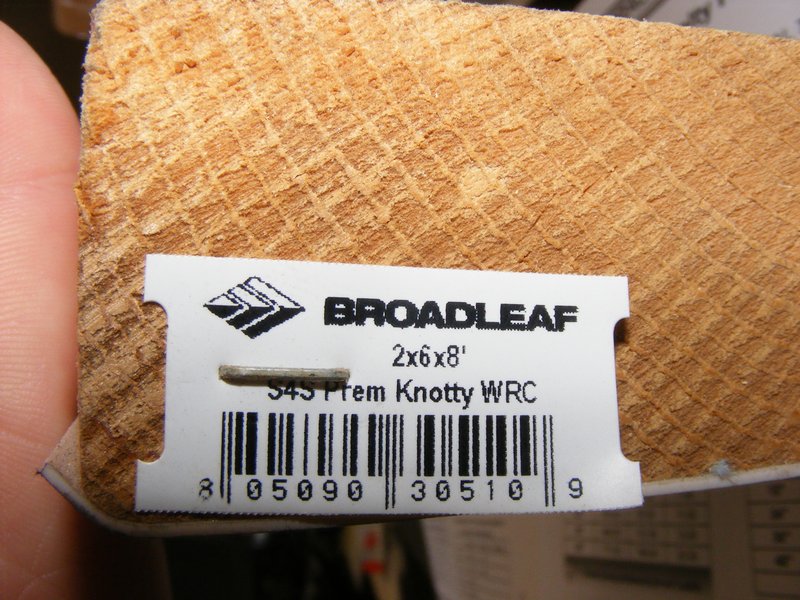 BROADLEAF
2x6x8'
S4S Prem Knotty WRC
8 05090 30510 9